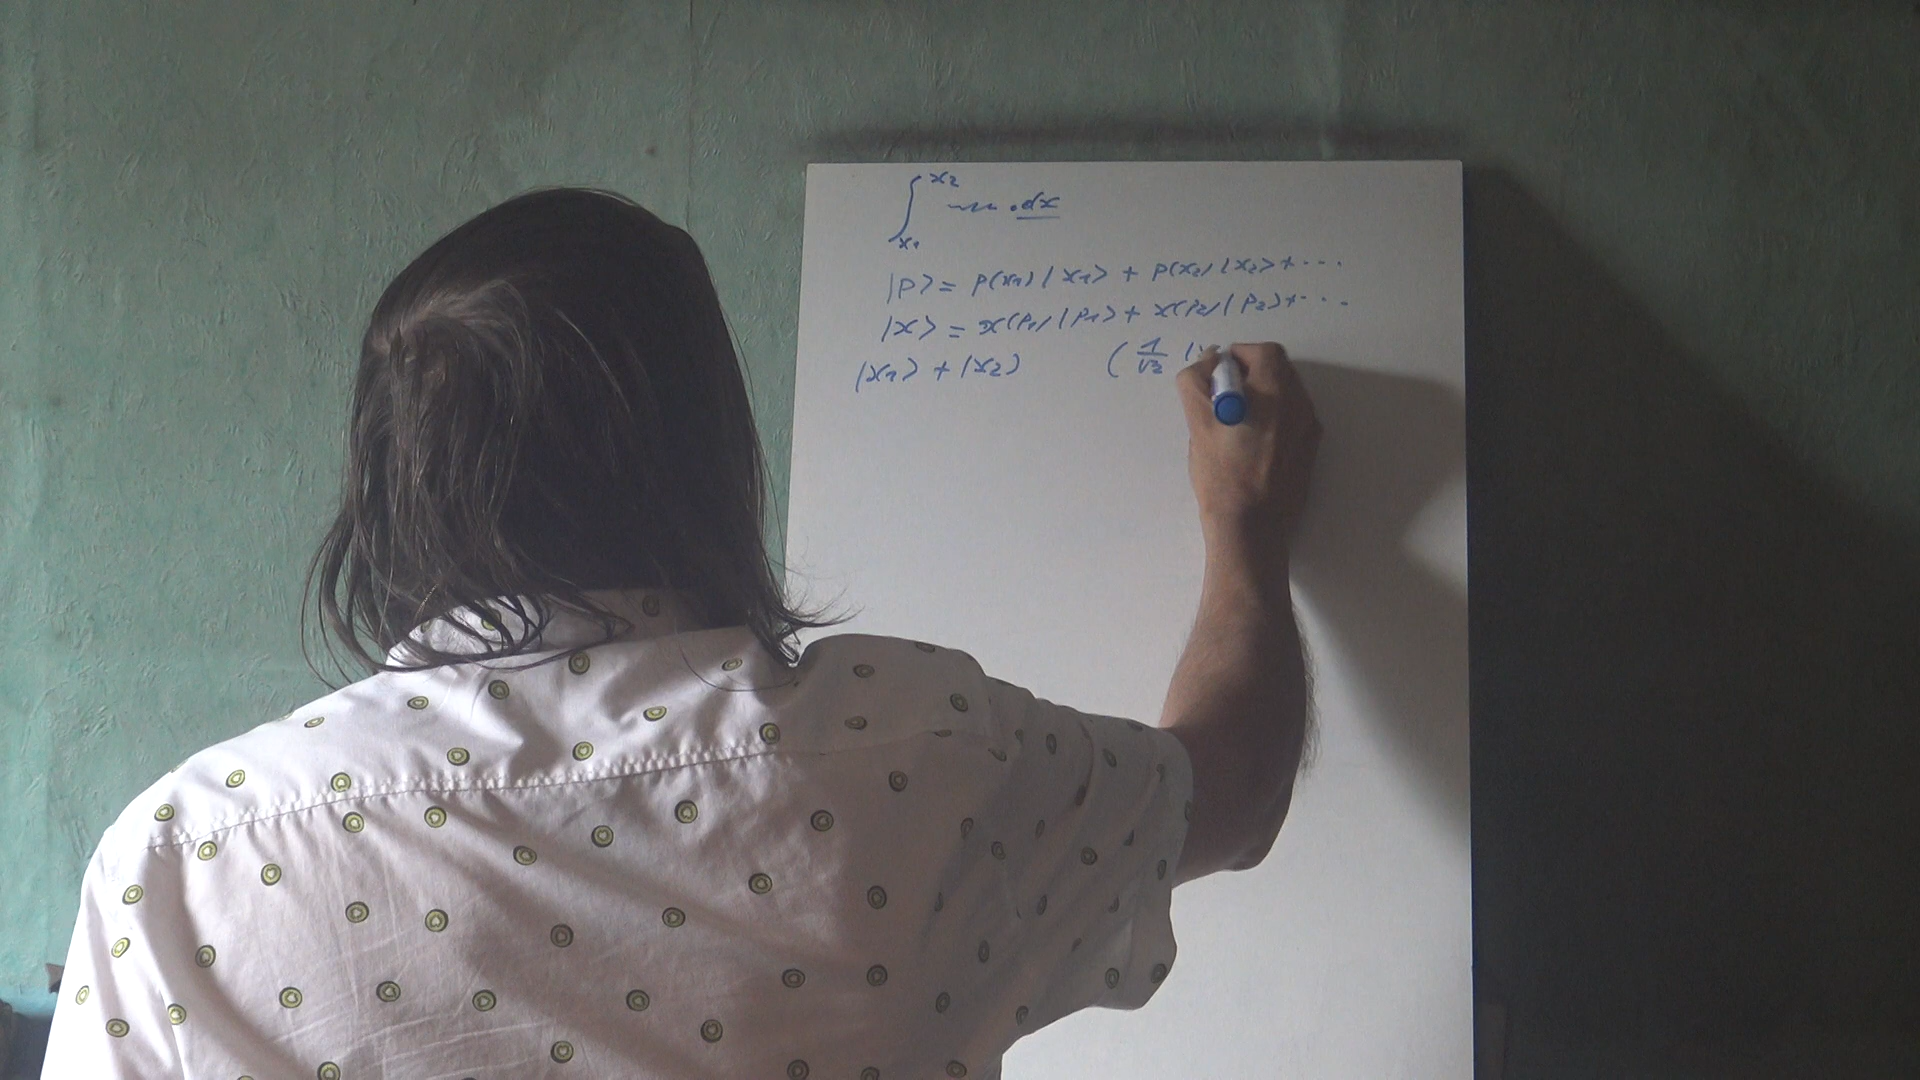 ∫ x₂ x₁ . dx
|p> = p(x₁) |x₁> + p(x₂) |x₂> + ...
|x> = x(p₁) |p₁> + x(p₂) |p₂> + ...
|x₁> + |x₂> ( 1/√2 |x